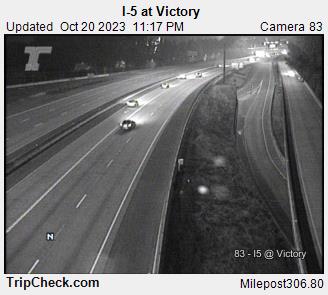 I-5 at Victory
Updated Oct 20 2023 11:17 PM Camera 83
T
N
83 - I5 @ Victory
TripCheck.com Milepost306.80